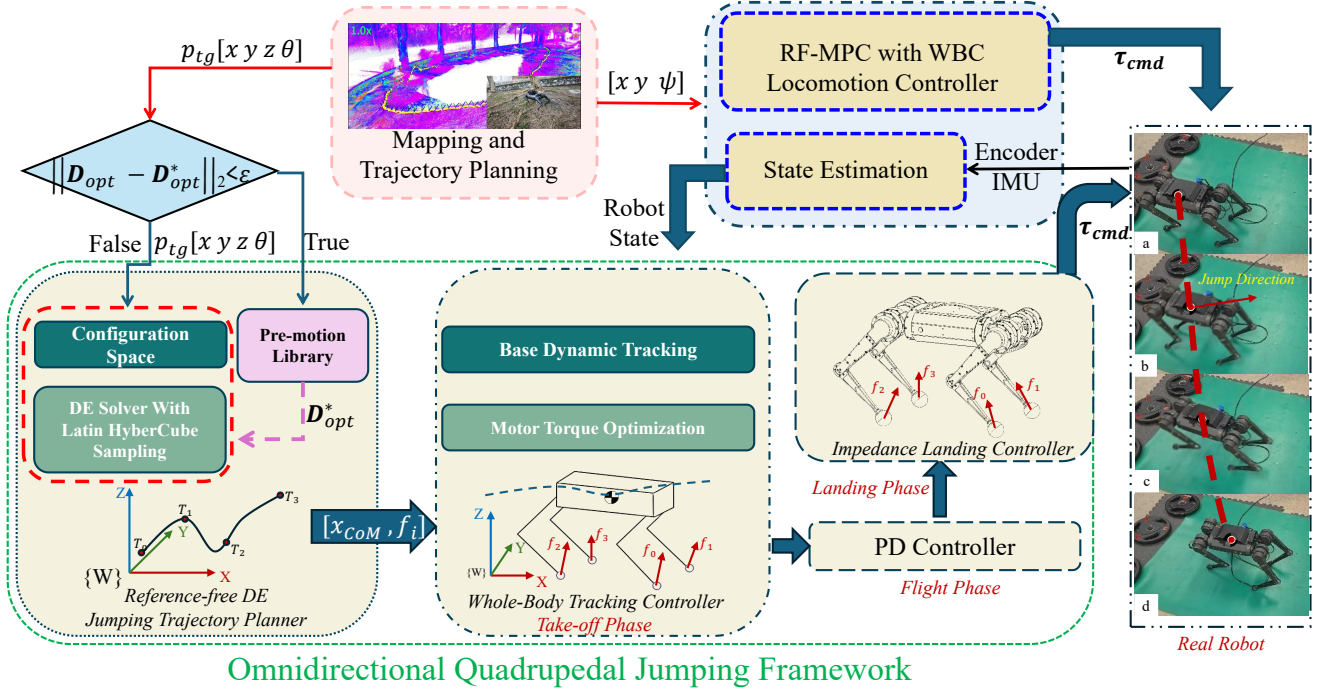 1.0x
Mapping and
Trajectory Planning
p_tg[x y z θ]
[x y ψ]
RF-MPC with WBC
Locomotion Controller
State Estimation
τ_cmd
Encoder
IMU
Robot
State
τ_cmd.
||D_opt − D*_opt||_2<ε
False
p_tg[x y z θ]
True
Configuration
Space
Pre-motion
Library
DE Solver With
Latin HyberCube
Sampling
D*_opt
Z
Y
X
T_0
T_1
T_2
T_3
{W}
Reference-free DE
Jumping Trajectory Planner
[x_CoM, f_i]
Base Dynamic Tracking
Motor Torque Optimization
Z
Y
X
{W}
f_2
f_3
f_0
f_1
Whole-Body Tracking Controller
Take-off Phase
PD Controller
Flight Phase
Landing Phase
f_2
f_3
f_0
f_1
Impedance Landing Controller
a
Jump Direction
b
c
d
Real Robot
Omnidirectional Quadrupedal Jumping Framework